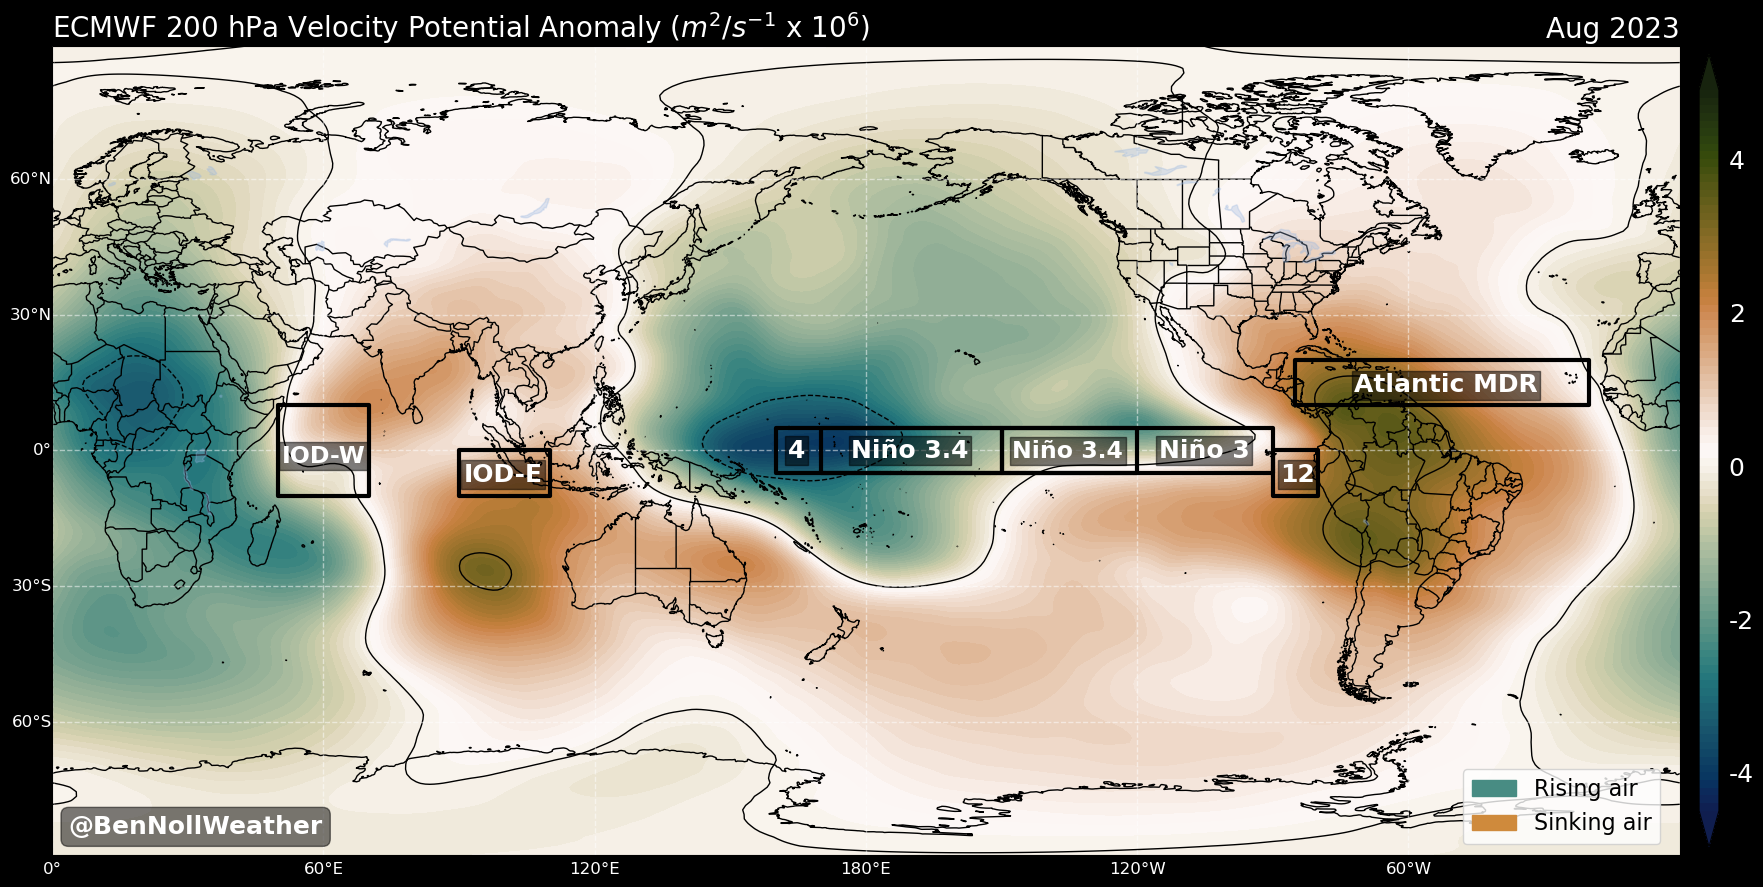 ECMWF 200 hPa Velocity Potential Anomaly (m²/s⁻¹ x 10⁶)
Aug 2023
60°N
30°N
0°
30°S
60°S
0°
60°E
120°E
180°E
120°W
60°W
IOD-W
IOD-E
4
Niño 3.4
Niño 3.4
Niño 3
12
Atlantic MDR
4
2
0
-2
-4
Rising air
Sinking air
@BenNollWeather